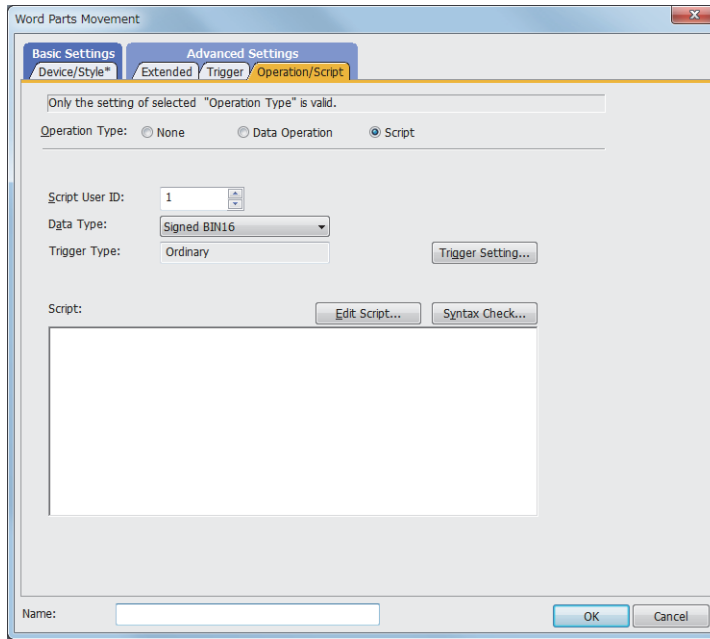 Word Parts Movement
x
Basic Settings
Advanced Settings
Device/Style*
Extended
Trigger
Operation/Script
Only the setting of selected "Operation Type" is valid.
Operation Type:
None
Data Operation
Script
Script User ID:
1
Data Type:
Signed BIN16
Trigger Type:
Ordinary
Trigger Setting...
Script:
Edit Script...
Syntax Check...
Name:
OK
Cancel